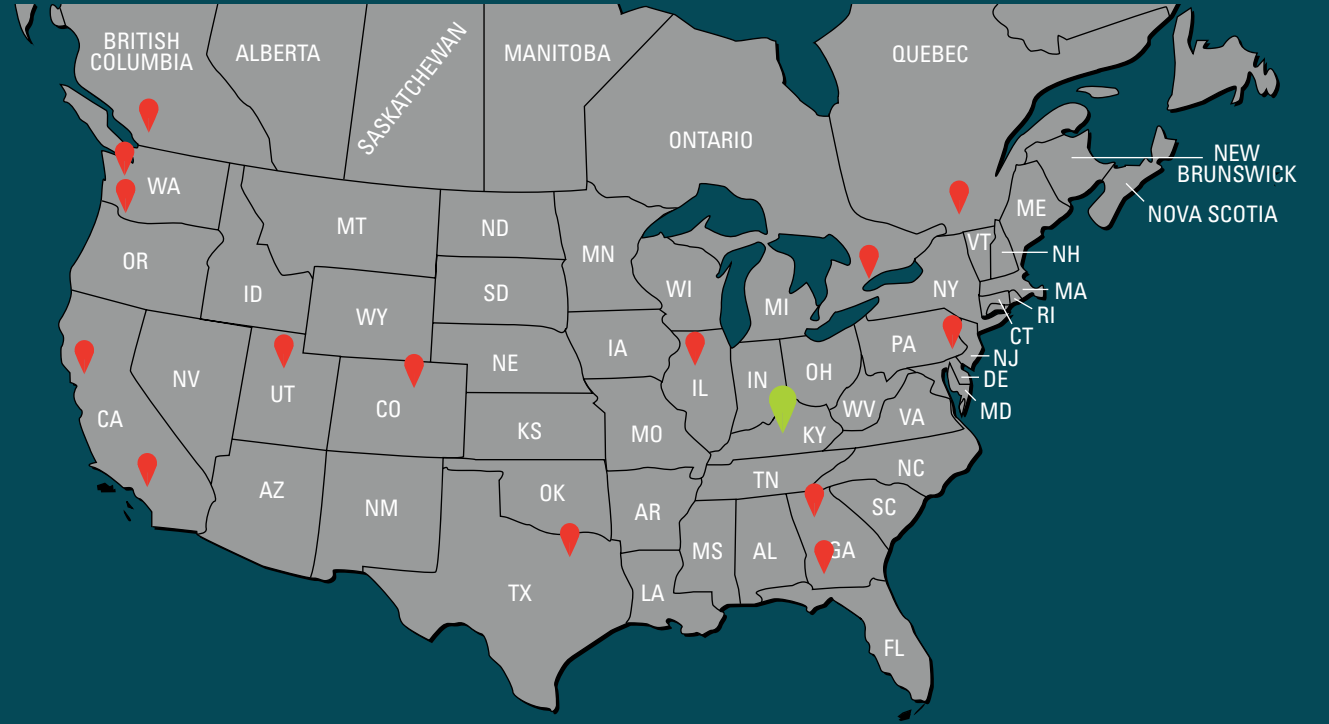 BRITISH
COLUMBIA
ALBERTA
SASKATCHEWAN
MANITOBA
ONTARIO
QUEBEC
NEW
BRUNSWICK
NOVA SCOTIA
WA
MT
ND
MN
ME
VT
NH
OR
ID
WY
SD
WI
MI
NY
MA
RI
CT
NV
UT
CO
NE
IA
IL
IN
OH
PA
NJ
DE
MD
CA
KS
MO
KY
WV
VA
AZ
NM
OK
AR
TN
NC
SC
TX
LA
MS
AL
GA
FL